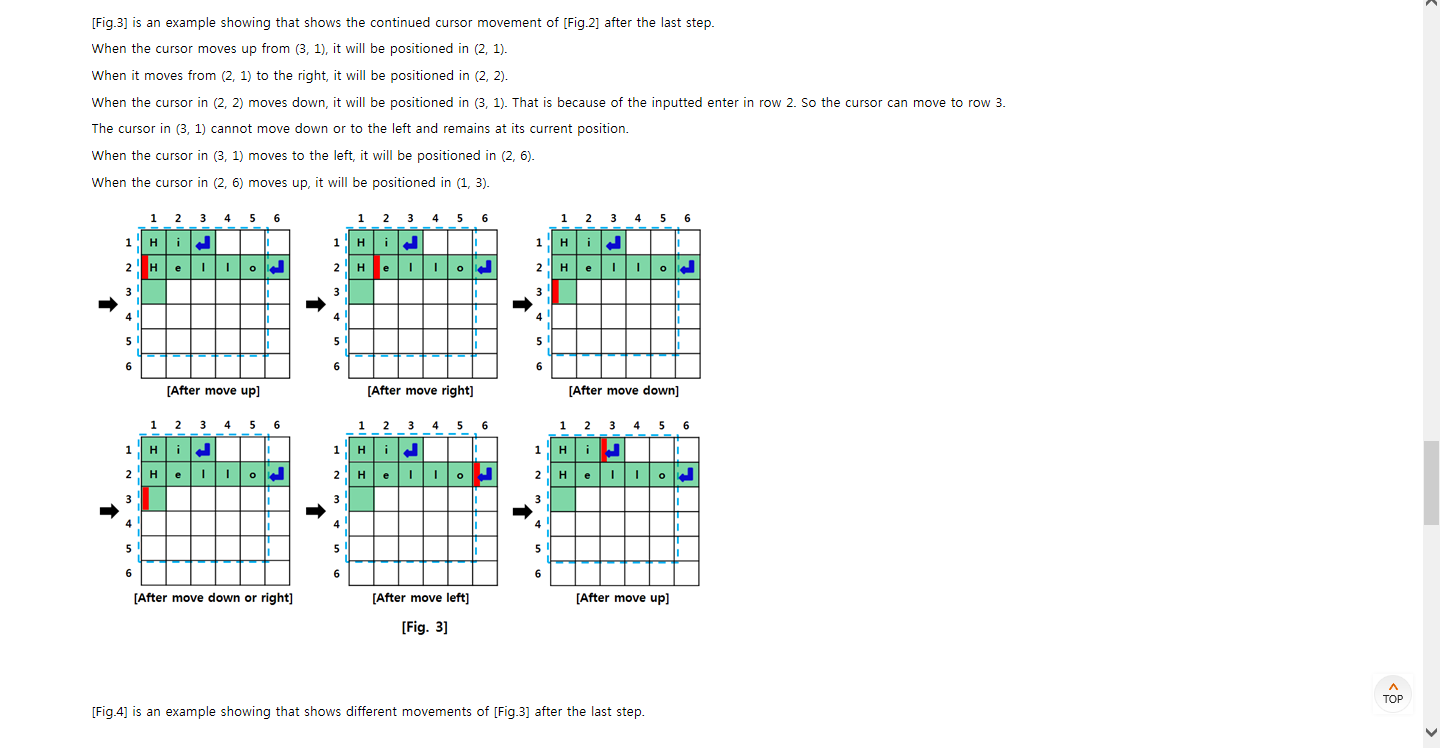 [Fig.3] is an example showing that shows the continued cursor movement of [Fig.2] after the last step.
When the cursor moves up from (3, 1), it will be positioned in (2, 1).
When it moves from (2, 1) to the right, it will be positioned in (2, 2).
When the cursor in (2, 2) moves down, it will be positioned in (3, 1). That is because of the inputted enter in row 2. So the cursor can move to row 3.
The cursor in (3, 1) cannot move down or to the left and remains at its current position.
When the cursor in (3, 1) moves to the left, it will be positioned in (2, 6).
When the cursor in (2, 6) moves up, it will be positioned in (1, 3).
1 2 3 4 5 6 1 2 3 4 5 6 1 2 3 4 5 6
1 H i 1 H i 1 H i
2 H e l l o 2 H e l l o 2 H e l l o
3 3 3
4 4 4
5 5 5
6 6 6
[After move up] [After move right] [After move down]
1 2 3 4 5 6 1 2 3 4 5 6 1 2 3 4 5 6
1 H i 1 H i 1 H i
2 H e l l o 2 H e l l o 2 H e l l o
3 3 3
4 4 4
5 5 5
6 6 6
[After move down or right] [After move left] [After move up]
[Fig. 3]
TOP
[Fig.4] is an example showing that shows different movements of [Fig.3] after the last step.